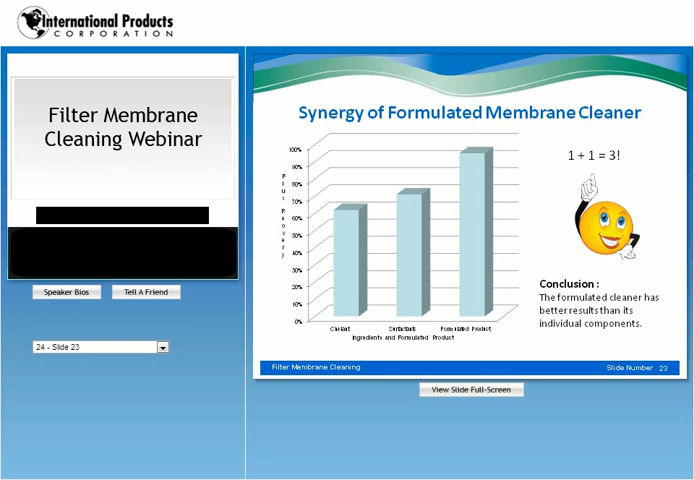 International Products
CORPORATION
Filter Membrane
Cleaning Webinar
Speaker Bios
Tell A Friend
24 - Slide 23
Synergy of Formulated Membrane Cleaner
100%
90%
80%
70%
60%
50%
40%
30%
20%
10%
0%
Flux Recovery
Chelant
Surfactants
Formulated Product
Ingredients and Formulated Product
1 + 1 = 3!
Conclusion :
The formulated cleaner has
better results than its
individual components.
Filter Membrane Cleaning
Slide Number 23
View Slide Full-Screen